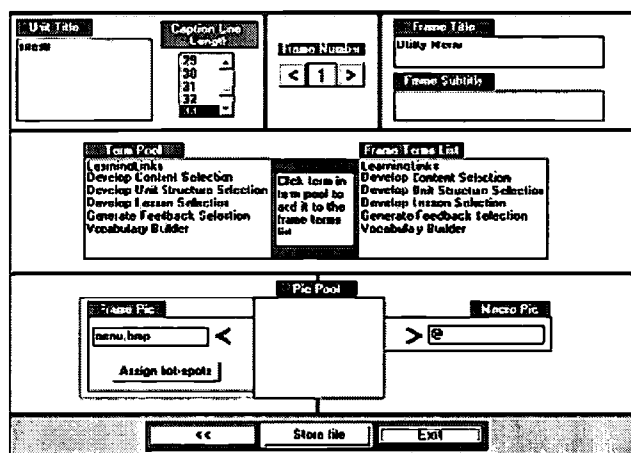 Unit Title
menu
Caption Line
Length
29
30
31
32
33
Frame Number
< 1 >
Frame Title
Utility Menu
Frame Subtitle
Term Pool
LearningLinks
Develop Content Selection
Develop Unit Structure Selection
Develop Lesson Selection
Generate Feedback Selection
Vocabulary Builder
Click term in
term pool to
add it to the
frame terms
list
Frame Terms List
LearningLinks
Develop Content Selection
Develop Unit Structure Selection
Develop Lesson Selection
Generate Feedback Selection
Vocabulary Builder
Pic Pool
Frame Pic
menu.bmp
<
Assign hot-spots
>
Macro Pic
@
<<
Store file
Exit